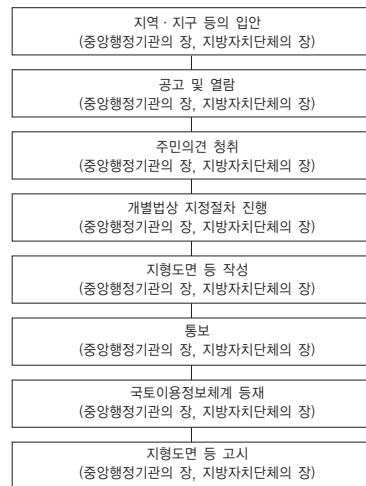 지역 · 지구 등의 입안
(중앙행정기관의 장, 지방자치단체의 장)
공고 및 열람
(중앙행정기관의 장, 지방자치단체의 장)
주민의견 청취
(중앙행정기관의 장, 지방자치단체의 장)
개별법상 지정절차 진행
(중앙행정기관의 장, 지방자치단체의 장)
지형도면 등 작성
(중앙행정기관의 장, 지방자치단체의 장)
통보
(중앙행정기관의 장, 지방자치단체의 장)
국토이용정보체계 등재
(중앙행정기관의 장, 지방자치단체의 장)
지형도면 등 고시
(중앙행정기관의 장, 지방자치단체의 장)